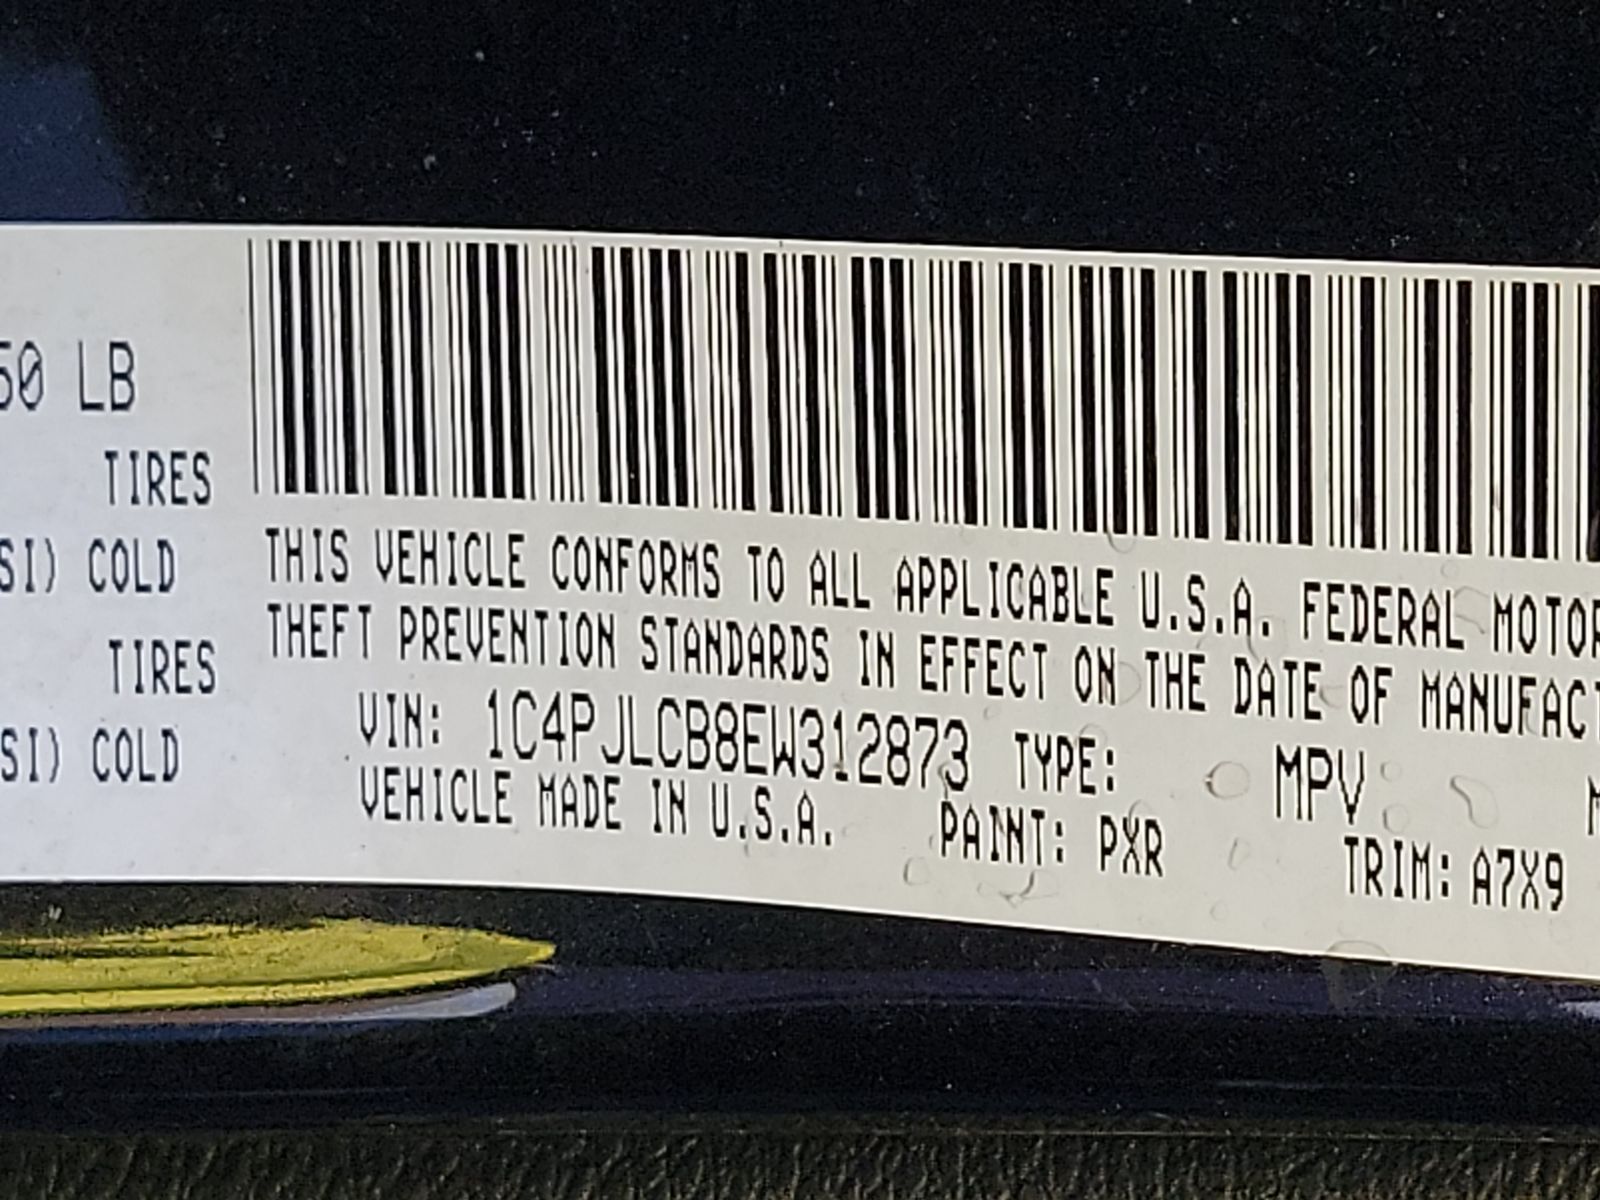 50 LB
TIRES
SI) COLD
TIRES
SI) COLD
THIS VEHICLE CONFORMS TO ALL APPLICABLE U.S.A. FEDERAL MOTOR
THEFT PREVENTION STANDARDS IN EFFECT ON THE DATE OF MANUFACT
VIN: 1C4PJLCB8EW312873 TYPE: MPV
VEHICLE MADE IN U.S.A. PAINT: PXR TRIM: A7X9